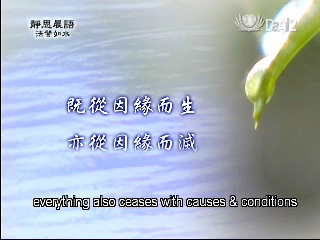 靜思晨語
法譬如水
DaAi2
既從因緣而生
亦從因緣而滅
everything also ceases with causes & conditions